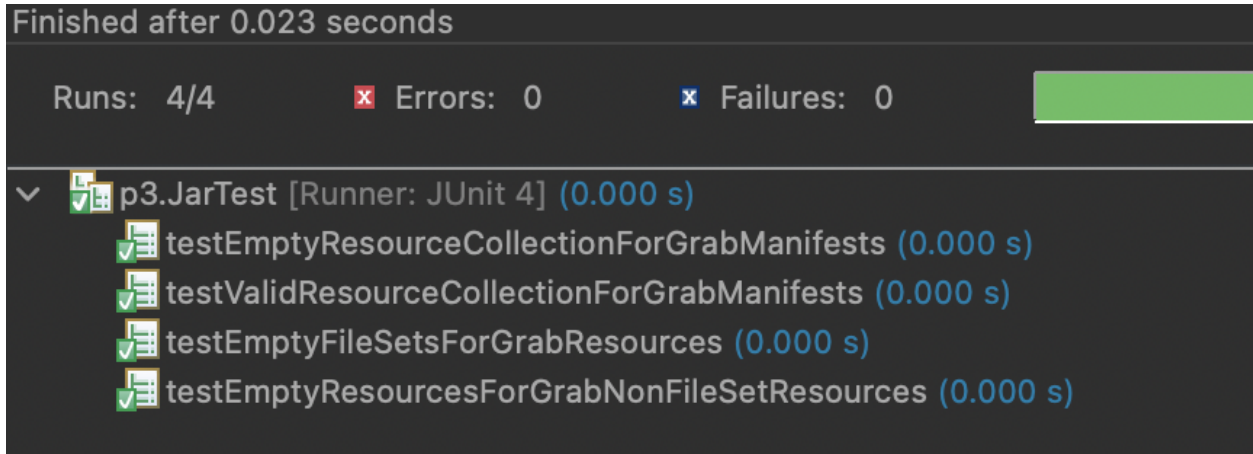 Finished after 0.023 seconds
Runs: 4/4 Errors: 0 Failures: 0
p3.JarTest [Runner: JUnit 4] (0.000 s)
testEmptyResourceCollectionForGrabManifests (0.000 s)
testValidResourceCollectionForGrabManifests (0.000 s)
testEmptyFileSetsForGrabResources (0.000 s)
testEmptyResourcesForGrabNonFileSetResources (0.000 s)